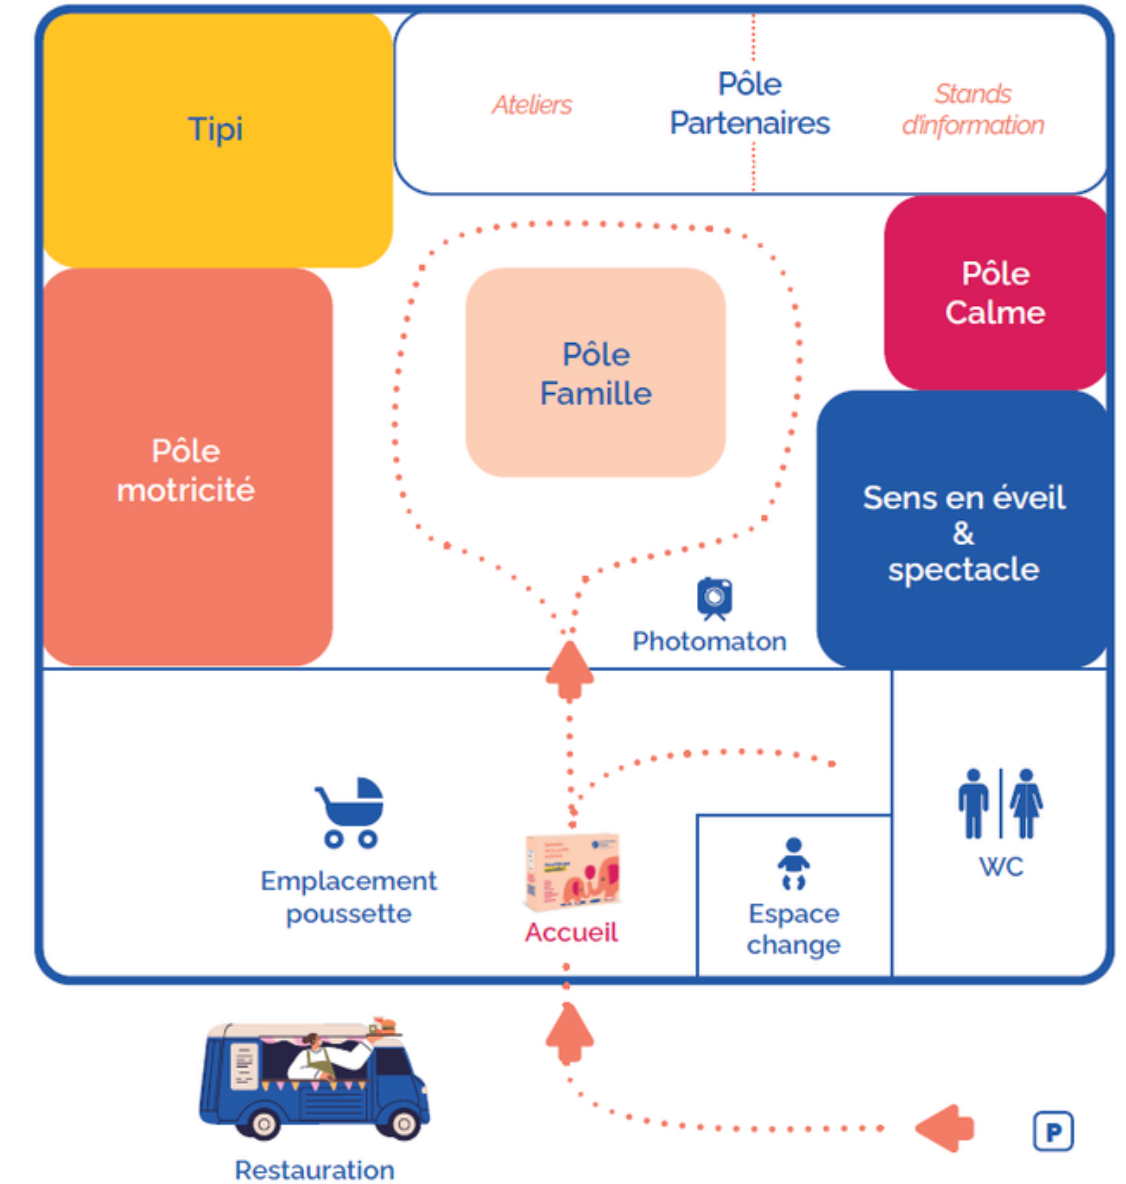 Tipi
Ateliers
Pôle
Partenaires
Stands
d'information
Pôle
Calme
Pôle
Famille
Pôle
motricité
Sens en éveil
&
spectacle
Photomaton
Emplacement
poussette
Accueil
Espace
change
WC
Restauration
P